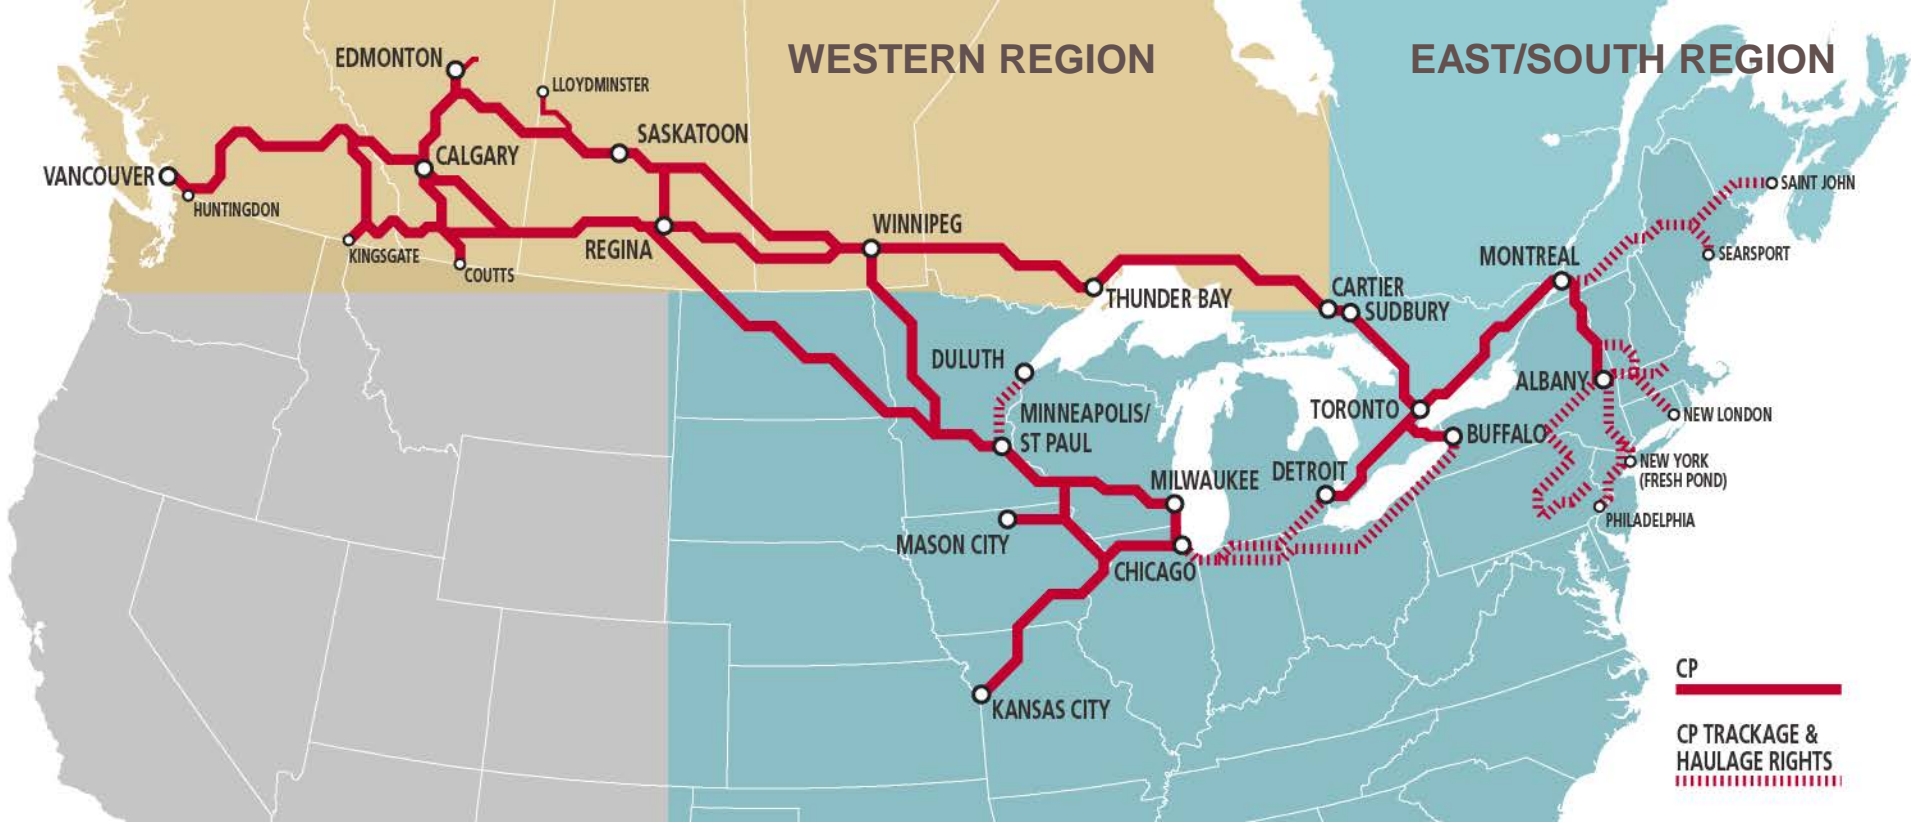 WESTERN REGION
EAST/SOUTH REGION
EDMONTON
LLOYDMINSTER
SASKATOON
CALGARY
VANCOUVER
HUNTINGDON
KINGSGATE
COUTTS
REGINA
WINNIPEG
THUNDER BAY
CARTIER
SUDBURY
MONTREAL
SAINT JOHN
SEARSPORT
DULUTH
MINNEAPOLIS/
ST PAUL
TORONTO
ALBANY
NEW LONDON
BUFFALO
NEW YORK
(FRESH POND)
PHILADELPHIA
MILWAUKEE
DETROIT
MASON CITY
CHICAGO
KANSAS CITY
CP
CP TRACKAGE &
HAULAGE RIGHTS